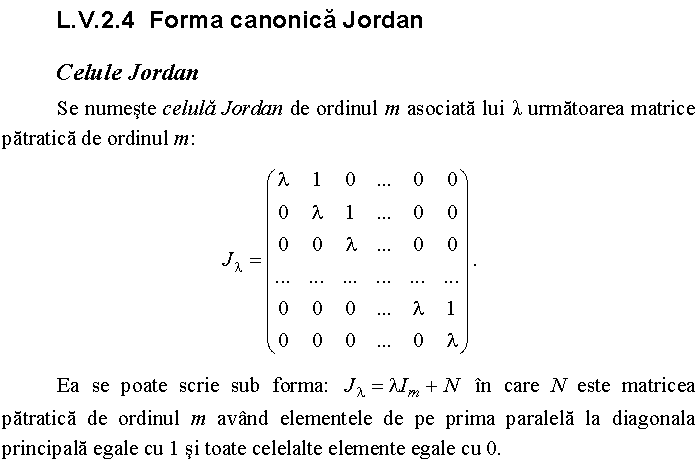 L.V.2.4 Forma canonică Jordan
Celule Jordan
Se numeşte celulă Jordan de ordinul m asociată lui λ următoarea matrice
pătratică de ordinul m:
λ 1 0 ... 0 0
0 λ 1 ... 0 0
0 0 λ ... 0 0
J_λ = ... ... ... ... ... ... .
0 0 0 ... λ 1
0 0 0 ... 0 λ
Ea se poate scrie sub forma: J_λ = λI_m + N în care N este matricea
pătratică de ordinul m având elementele de pe prima paralelă la diagonala
principală egale cu 1 şi toate celelalte elemente egale cu 0.